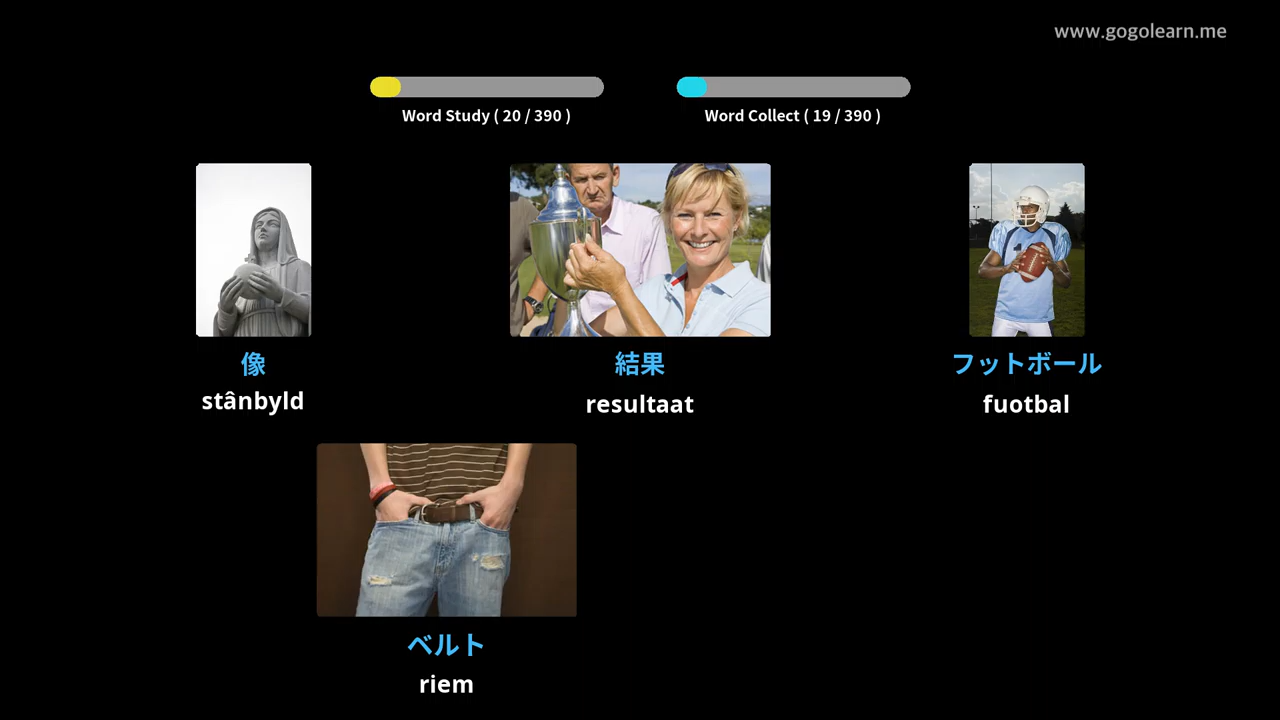 www.gogolearn.me
Word Study ( 20 / 390 )
Word Collect ( 19 / 390 )
像
stânbyld
結果
resultaat
フットボール
fuotbal
ベルト
riem